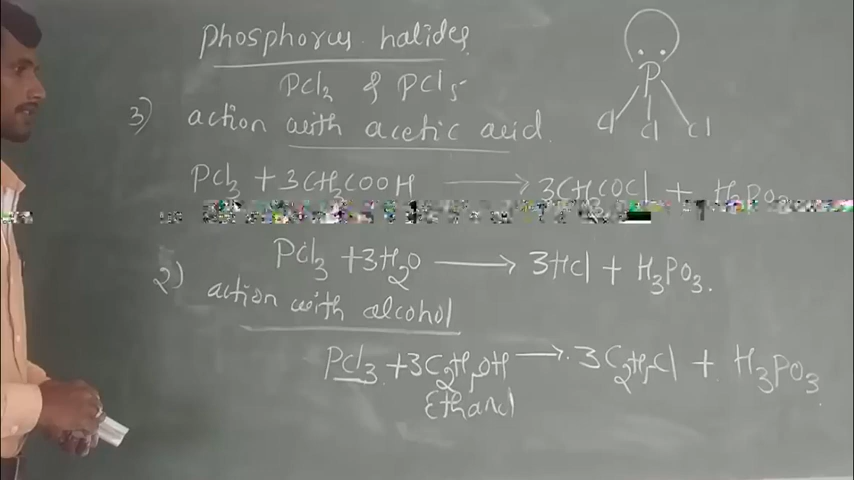 phosphorus halides
PCl3 & PCl5
P
Cl Cl Cl
3) action with acetic acid.
PCl3 + 3CH3COOH → 3CH3COCl + H3PO3
PCl3 + 3H2O → 3HCl + H3PO3.
2) action with alcohol
PCl3 + 3C2H5OH → 3C2H5Cl + H3PO3.
Ethanol